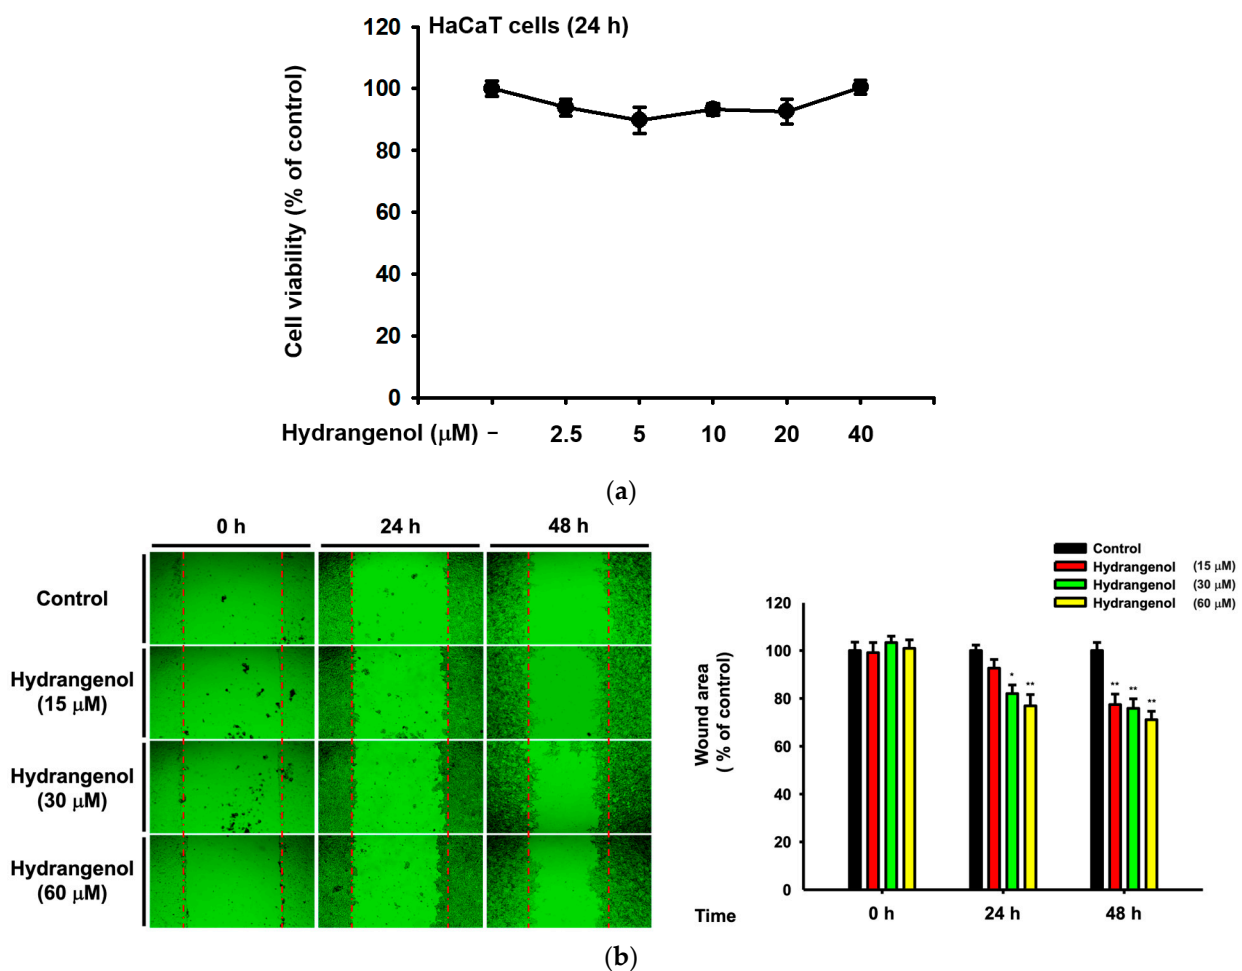 HaCaT cells (24 h)
Cell viability (% of control)
120
100
80
60
40
20
0
Hydrangenol (μM) – 2.5 5 10 20 40
(a)
0 h 24 h 48 h
Control
Hydrangenol
(15 μM)
Hydrangenol
(30 μM)
Hydrangenol
(60 μM)
Control
Hydrangenol (15 μM)
Hydrangenol (30 μM)
Hydrangenol (60 μM)
Wound area
( % of control)
120
100
80
60
40
20
0
* ** ** ** **
Time 0 h 24 h 48 h
(b)